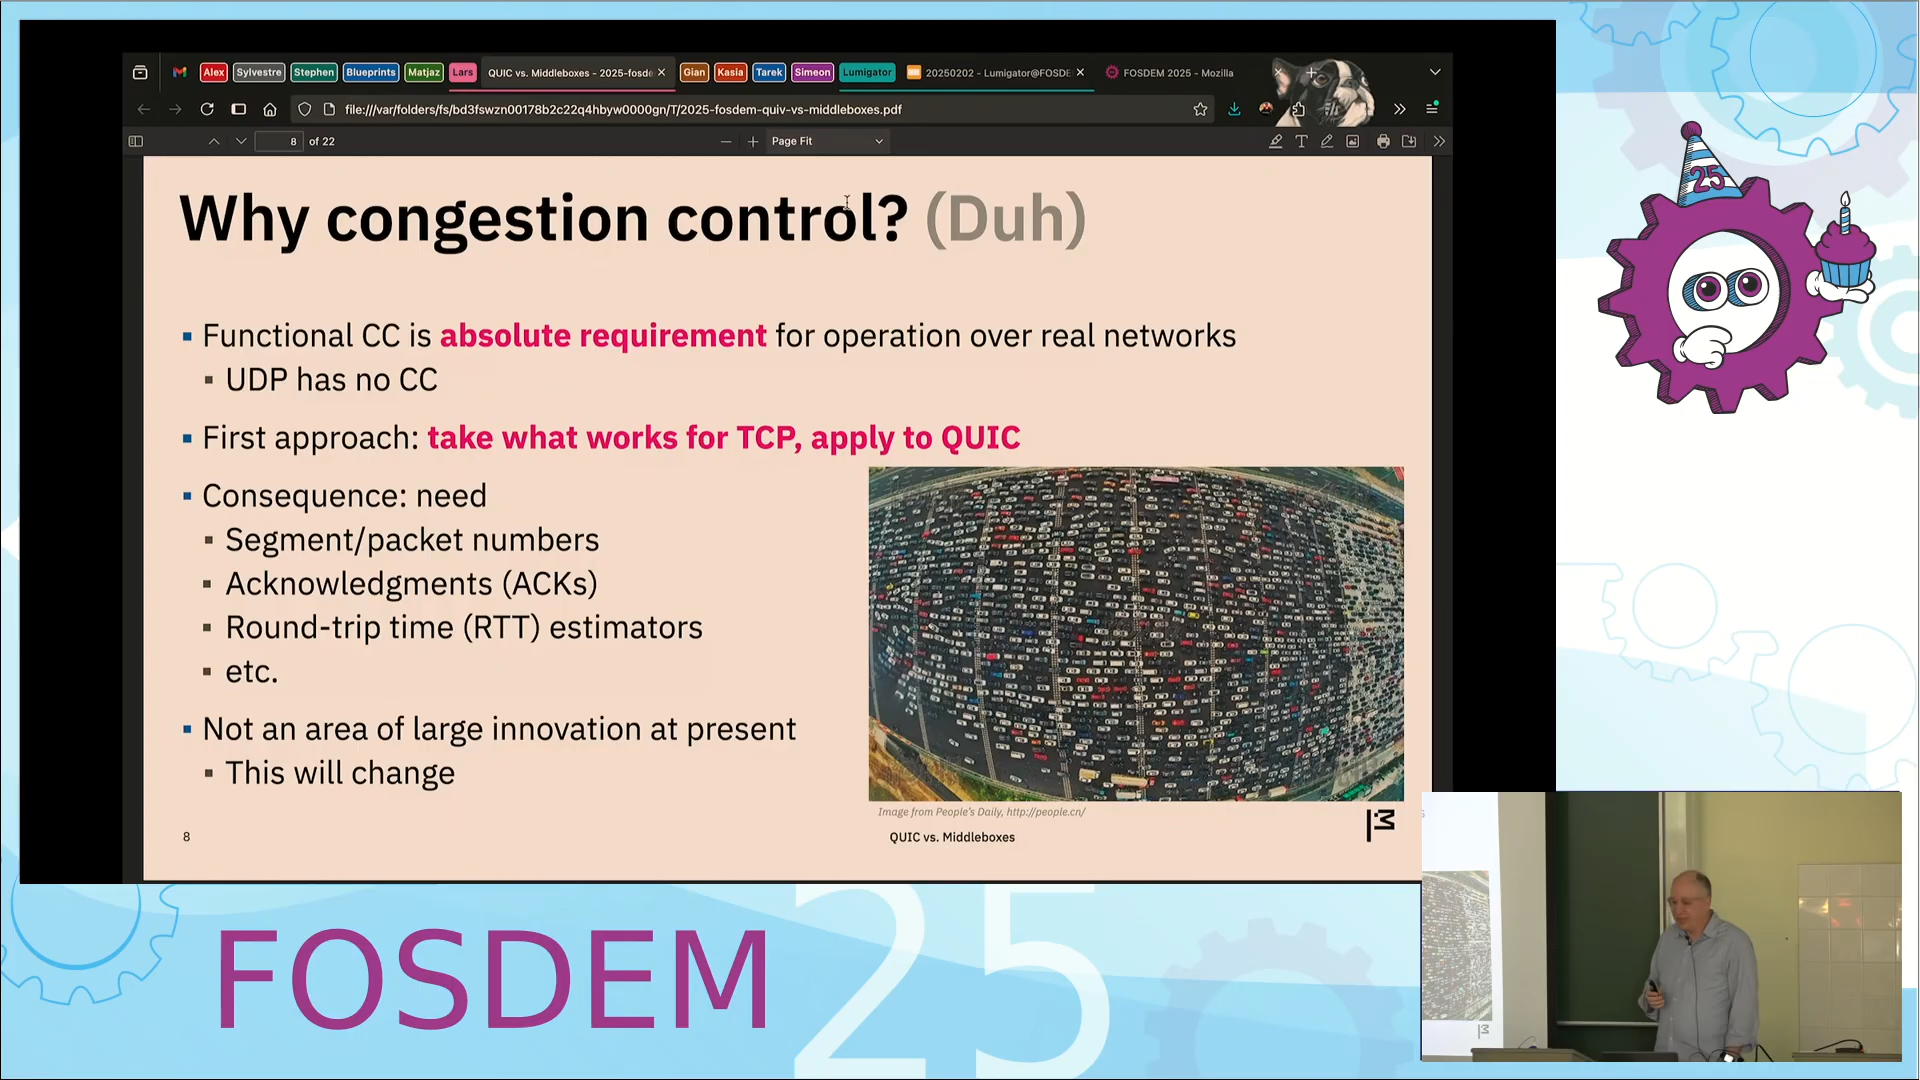 Alex Sylvestre Stephen Blueprints Matjaz Lars QUIC vs. Middleboxes - 2025-fosde Gian Kasia Tarek Simeon Lumigator 20250202 - Lumigator@FOSDE FOSDEM 2025 - Mozilla
file:///var/folders/fs/bd3fswzn00178b2c22q4hbyw0000gn/T/2025-fosdem-quiv-vs-middleboxes.pdf
8 of 22 Page Fit
Why congestion control? (Duh)
Functional CC is absolute requirement for operation over real networks
UDP has no CC
First approach: take what works for TCP, apply to QUIC
Consequence: need
Segment/packet numbers
Acknowledgments (ACKs)
Round-trip time (RTT) estimators
etc.
Not an area of large innovation at present
This will change
Image from People's Daily, http://people.cn/
8
QUIC vs. Middleboxes
25
FOSDEM
25